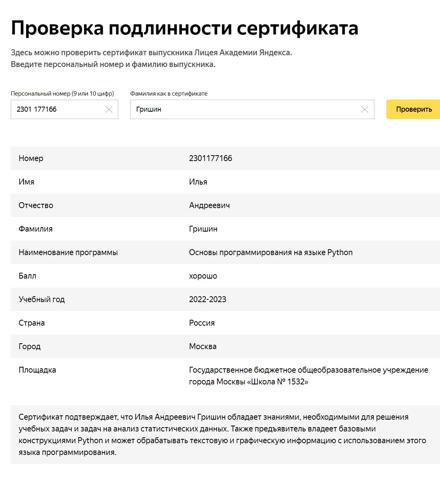 Проверка подлинности сертификата
Здесь можно проверить сертификат выпускника Лицея Академии Яндекса.
Введите персональный номер и фамилию выпускника.
Персональный номер (9 или 10 цифр) Фамилия как в сертификате
2301 177166 Гришин Проверить
Номер 2301177166
Имя Илья
Отчество Андреевич
Фамилия Гришин
Наименование программы Основы программирования на языке Python
Балл хорошо
Учебный год 2022-2023
Страна Россия
Город Москва
Площадка Государственное бюджетное общеобразовательное учреждение
города Москвы «Школа № 1532»
Сертификат подтверждает, что Илья Андреевич Гришин обладает знаниями, необходимыми для решения
учебных задач и задач на анализ статистических данных. Также предъявитель владеет базовыми
конструкциями Python и может обрабатывать текстовую и графическую информацию с использованием этого
языка программирования.